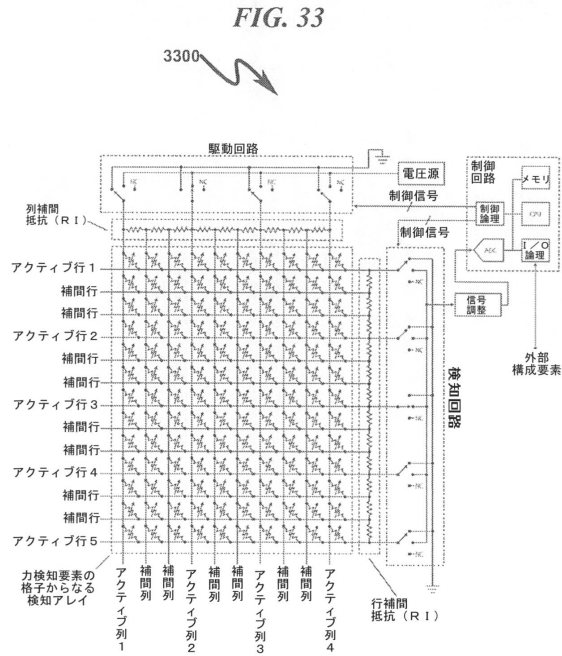 FIG. 33
3300
駆動回路
NC
NC
NC
NC
電圧源
制御
回路
メモリ
制御
論理
CPU
制御信号
制御信号
ADC
I/O
論理
列補間
抵抗(RI)
信号
調整
外部
構成要素
アクティブ行1
補間行
補間行
アクティブ行2
補間行
補間行
アクティブ行3
補間行
補間行
アクティブ行4
補間行
補間行
アクティブ行5
NC
NC
NC
NC
NC
検知回路
力検知要素の
格子からなる
検知アレイ
アクティブ列1
補間列
補間列
アクティブ列2
補間列
補間列
アクティブ列3
補間列
補間列
アクティブ列4
行補間
抵抗(RI)